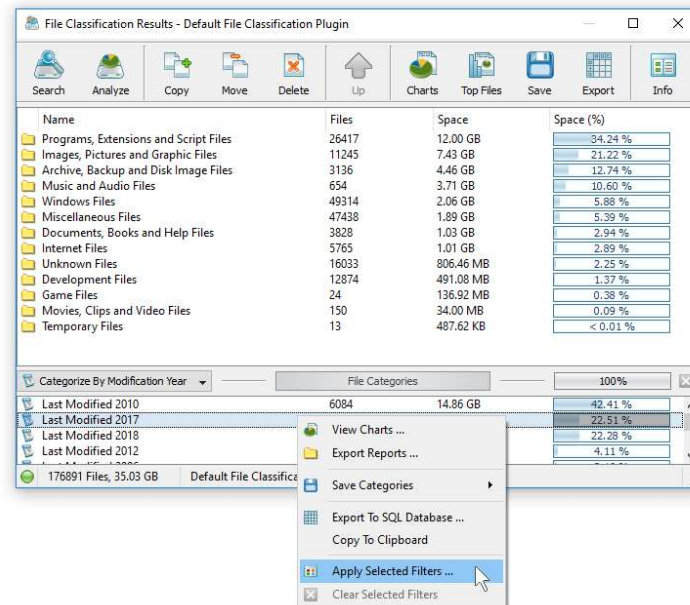 File Classification Results - Default File Classification Plugin
Search Analyze Copy Move Delete Up Charts Top Files Save Export Info
Name Files Space Space (%)
Programs, Extensions and Script Files 26417 12.00 GB 34.24 %
Images, Pictures and Graphic Files 11245 7.43 GB 21.22 %
Archive, Backup and Disk Image Files 3136 4.46 GB 12.74 %
Music and Audio Files 654 3.71 GB 10.60 %
Windows Files 49314 2.06 GB 5.88 %
Miscellaneous Files 47438 1.89 GB 5.39 %
Documents, Books and Help Files 3828 1.03 GB 2.94 %
Internet Files 5765 1.01 GB 2.89 %
Unknown Files 16033 806.46 MB 2.25 %
Development Files 12874 491.08 MB 1.37 %
Game Files 24 136.92 MB 0.38 %
Movies, Clips and Video Files 150 34.00 MB 0.09 %
Temporary Files 13 487.62 KB < 0.01 %
Categorize By Modification Year File Categories 100%
Last Modified 2010 6084 14.86 GB 42.41 %
Last Modified 2017 22.51 %
Last Modified 2018 22.28 %
Last Modified 2012 4.11 %
176891 Files, 35.03 GB Default File Classifica
View Charts ...
Export Reports ...
Save Categories
Export To SQL Database ...
Copy To Clipboard
Apply Selected Filters ...
Clear Selected Filters